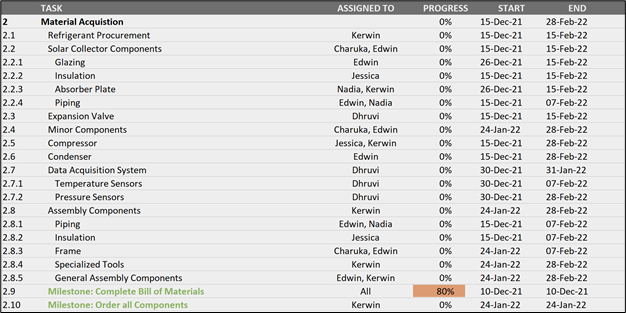 TASK ASSIGNED TO PROGRESS START END
2 Material Acquistion 0% 15-Dec-21 28-Feb-22
2.1 Refrigerant Procurement Kerwin 0% 15-Dec-21 15-Feb-22
2.2 Solar Collector Components Charuka, Edwin 0% 15-Dec-21 15-Feb-22
2.2.1 Glazing Edwin 0% 26-Dec-21 15-Feb-22
2.2.2 Insulation Jessica 0% 15-Dec-21 15-Feb-22
2.2.3 Absorber Plate Nadia, Kerwin 0% 26-Dec-21 15-Feb-22
2.2.4 Piping Edwin, Nadia 0% 15-Dec-21 07-Feb-22
2.3 Expansion Valve Dhruvi 0% 15-Dec-21 15-Feb-22
2.4 Minor Components Charuka, Edwin 0% 24-Jan-22 28-Feb-22
2.5 Compressor Jessica, Kerwin 0% 15-Dec-21 28-Feb-22
2.6 Condenser Edwin 0% 15-Dec-21 28-Feb-22
2.7 Data Acquisition System Dhruvi 0% 30-Dec-21 31-Jan-22
2.7.1 Temperature Sensors Dhruvi 0% 30-Dec-21 07-Feb-22
2.7.2 Pressure Sensors Dhruvi 0% 30-Dec-21 28-Feb-22
2.8 Assembly Components Kerwin 0% 24-Jan-22 28-Feb-22
2.8.1 Piping Edwin, Nadia 0% 15-Dec-21 07-Feb-22
2.8.2 Insulation Jessica 0% 15-Dec-21 07-Feb-22
2.8.3 Frame Charuka, Edwin 0% 24-Jan-22 07-Feb-22
2.8.4 Specialized Tools Kerwin 0% 24-Jan-22 28-Feb-22
2.8.5 General Assembly Components Edwin, Kerwin 0% 24-Jan-22 28-Feb-22
2.9 Milestone: Complete Bill of Materials All 80% 10-Dec-21 10-Dec-21
2.10 Milestone: Order all Components Kerwin 0% 24-Jan-22 24-Jan-22